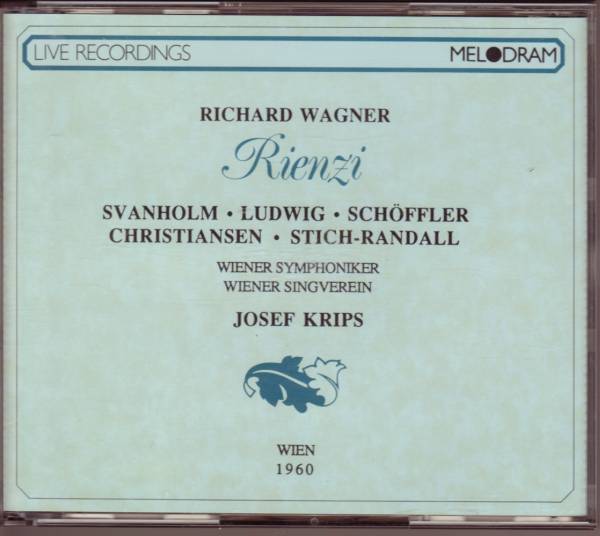 LIVE RECORDINGS
MELODRAM
RICHARD WAGNER
Rienzi
SVANHOLM • LUDWIG • SCHÖFFLER
CHRISTIANSEN • STICH-RANDALL
WIENER SYMPHONIKER
WIENER SINGVEREIN
JOSEF KRIPS
WIEN
1960